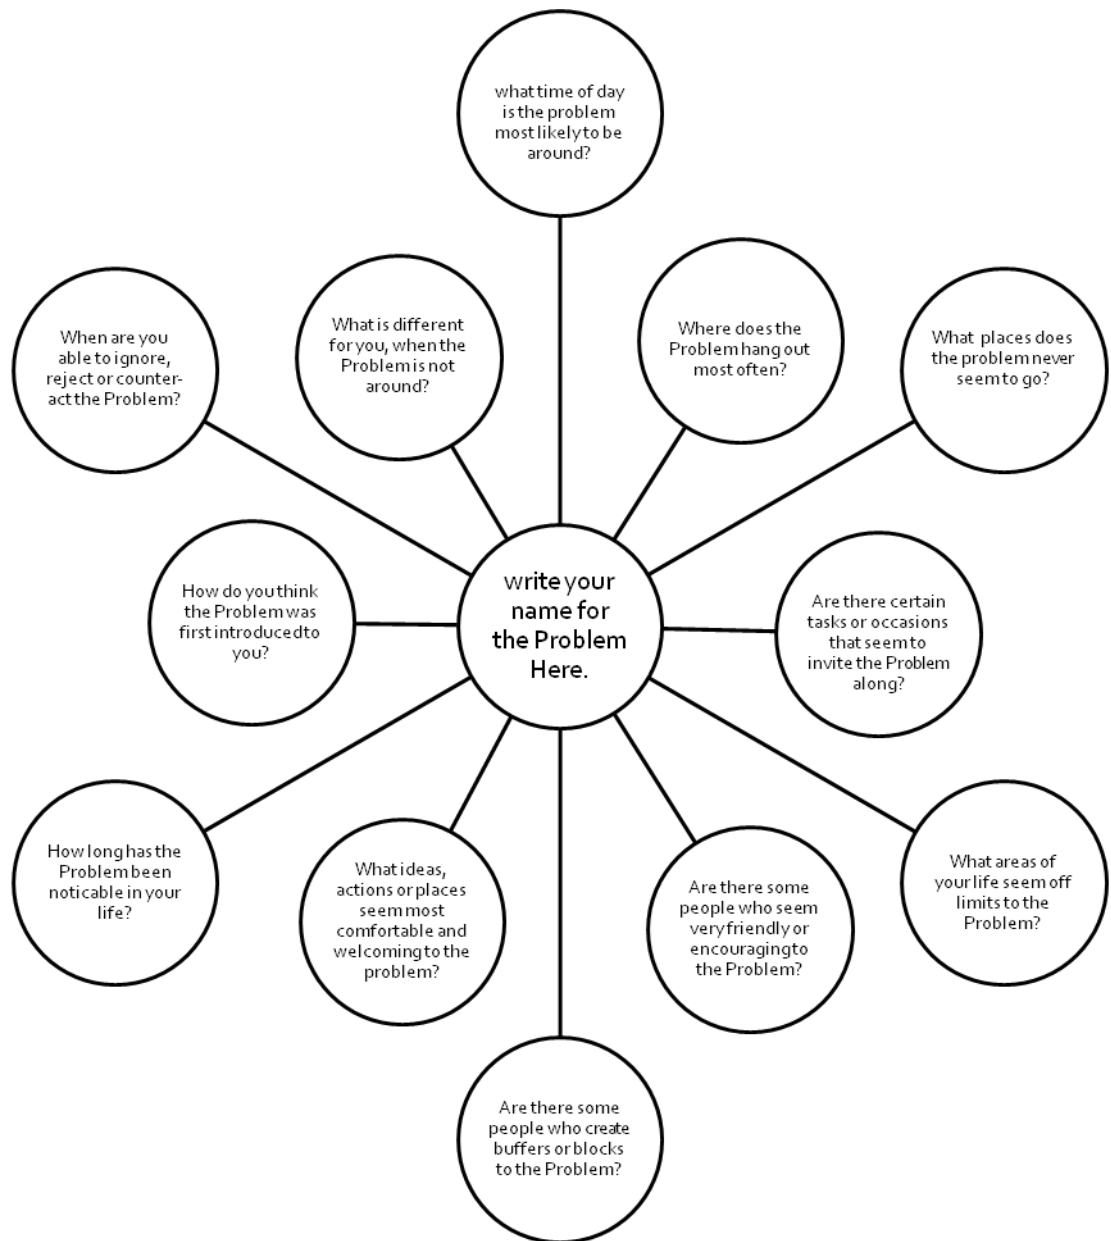 what time of day
is the problem
most likely to be
around?
When are you
able to ignore,
reject or counter-
act the Problem?
What is different
for you, when the
Problem is not
around?
Where does the
Problem hang out
most often?
What places does
the problem never
seem to go?
How do you think
the Problem was
first introduced to
you?
write your
name for
the Problem
Here.
Are there certain
tasks or occasions
that seem to
invite the Problem
along?
How long has the
Problem been
noticable in your
life?
What ideas,
actions or places
seem most
comfortable and
welcoming to the
problem?
Are there some
people who seem
very friendly or
encouraging to
the Problem?
What areas of
your life seem off
limits to the
Problem?
Are there some
people who create
buffers or blocks
to the Problem?